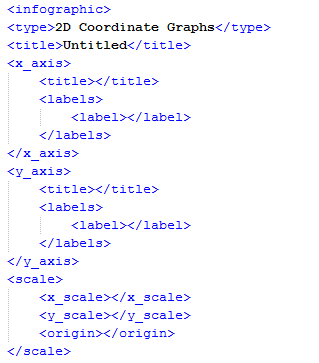 <infographic>
<type>2D Coordinate Graphs</type>
<title>Untitled</title>
<x_axis>
<title></title>
<labels>
<label></label>
</labels>
</x_axis>
<y_axis>
<title></title>
<labels>
<label></label>
</labels>
</y_axis>
<scale>
<x_scale></x_scale>
<y_scale></y_scale>
<origin></origin>
</scale>